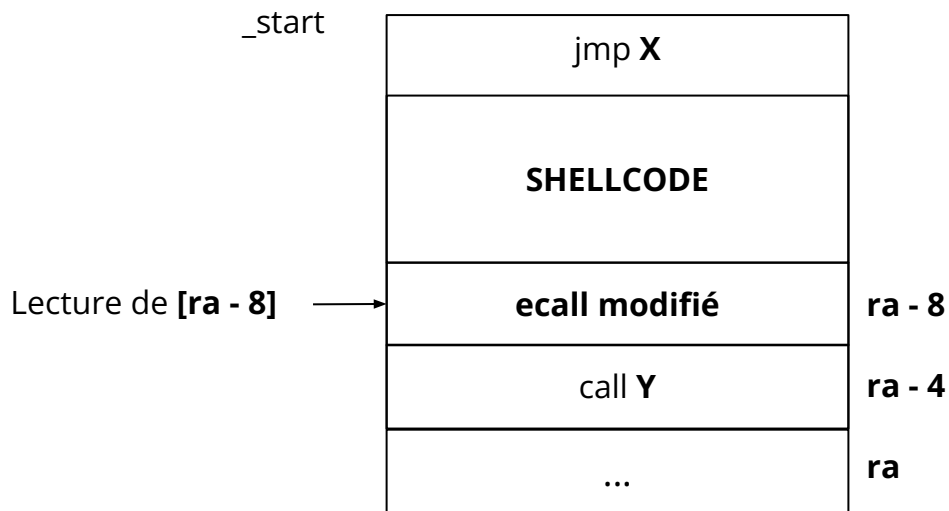 _start
jmp X
SHELLCODE
Lecture de [ra - 8]
ecall modifié
ra - 8
call Y
ra - 4
...
ra